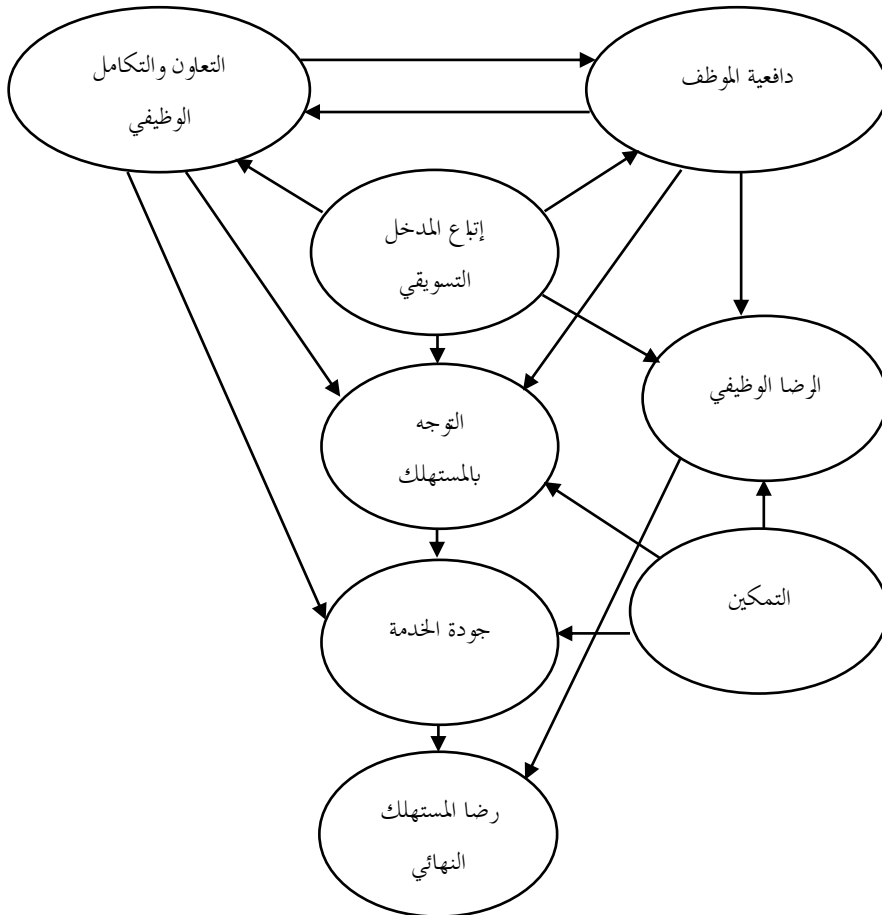 التعاون والتكامل
الوظيفي
دافعية الموظف
إتباع المدخل
التسويقي
الرضا الوظيفي
التوجه
بالمستهلك
التمكين
جودة الخدمة
رضا المستهلك
النهائي